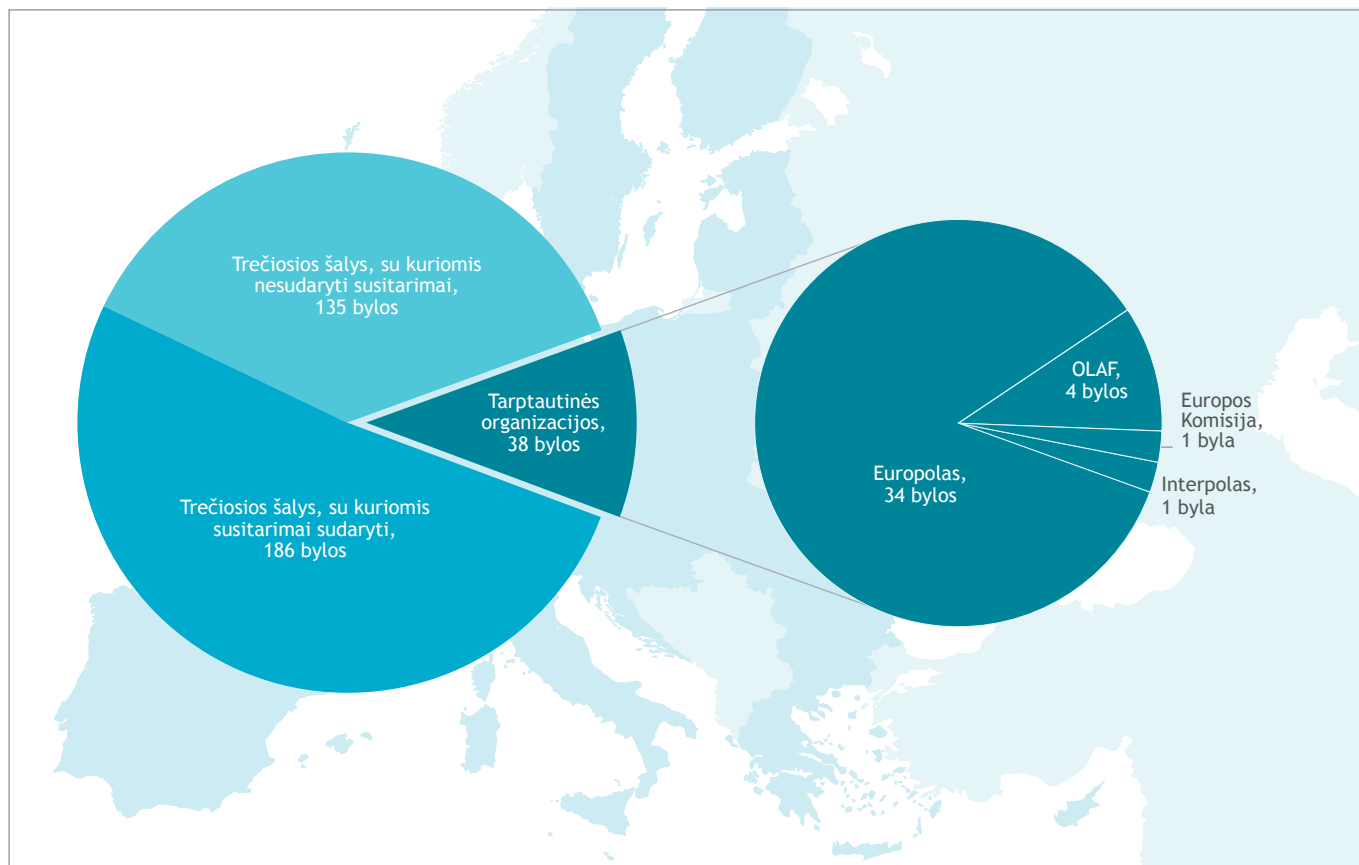 Trečiosios šalys, su kuriomis
nesudaryti susitarimai,
135 bylos
Tarptautinės
organizacijos,
38 bylos
Trečiosios šalys, su kuriomis
susitarimai sudaryti,
186 bylos
OLAF,
4 bylos
Europos
Komisija,
1 byla
Europolas,
34 bylos
Interpolas,
1 byla